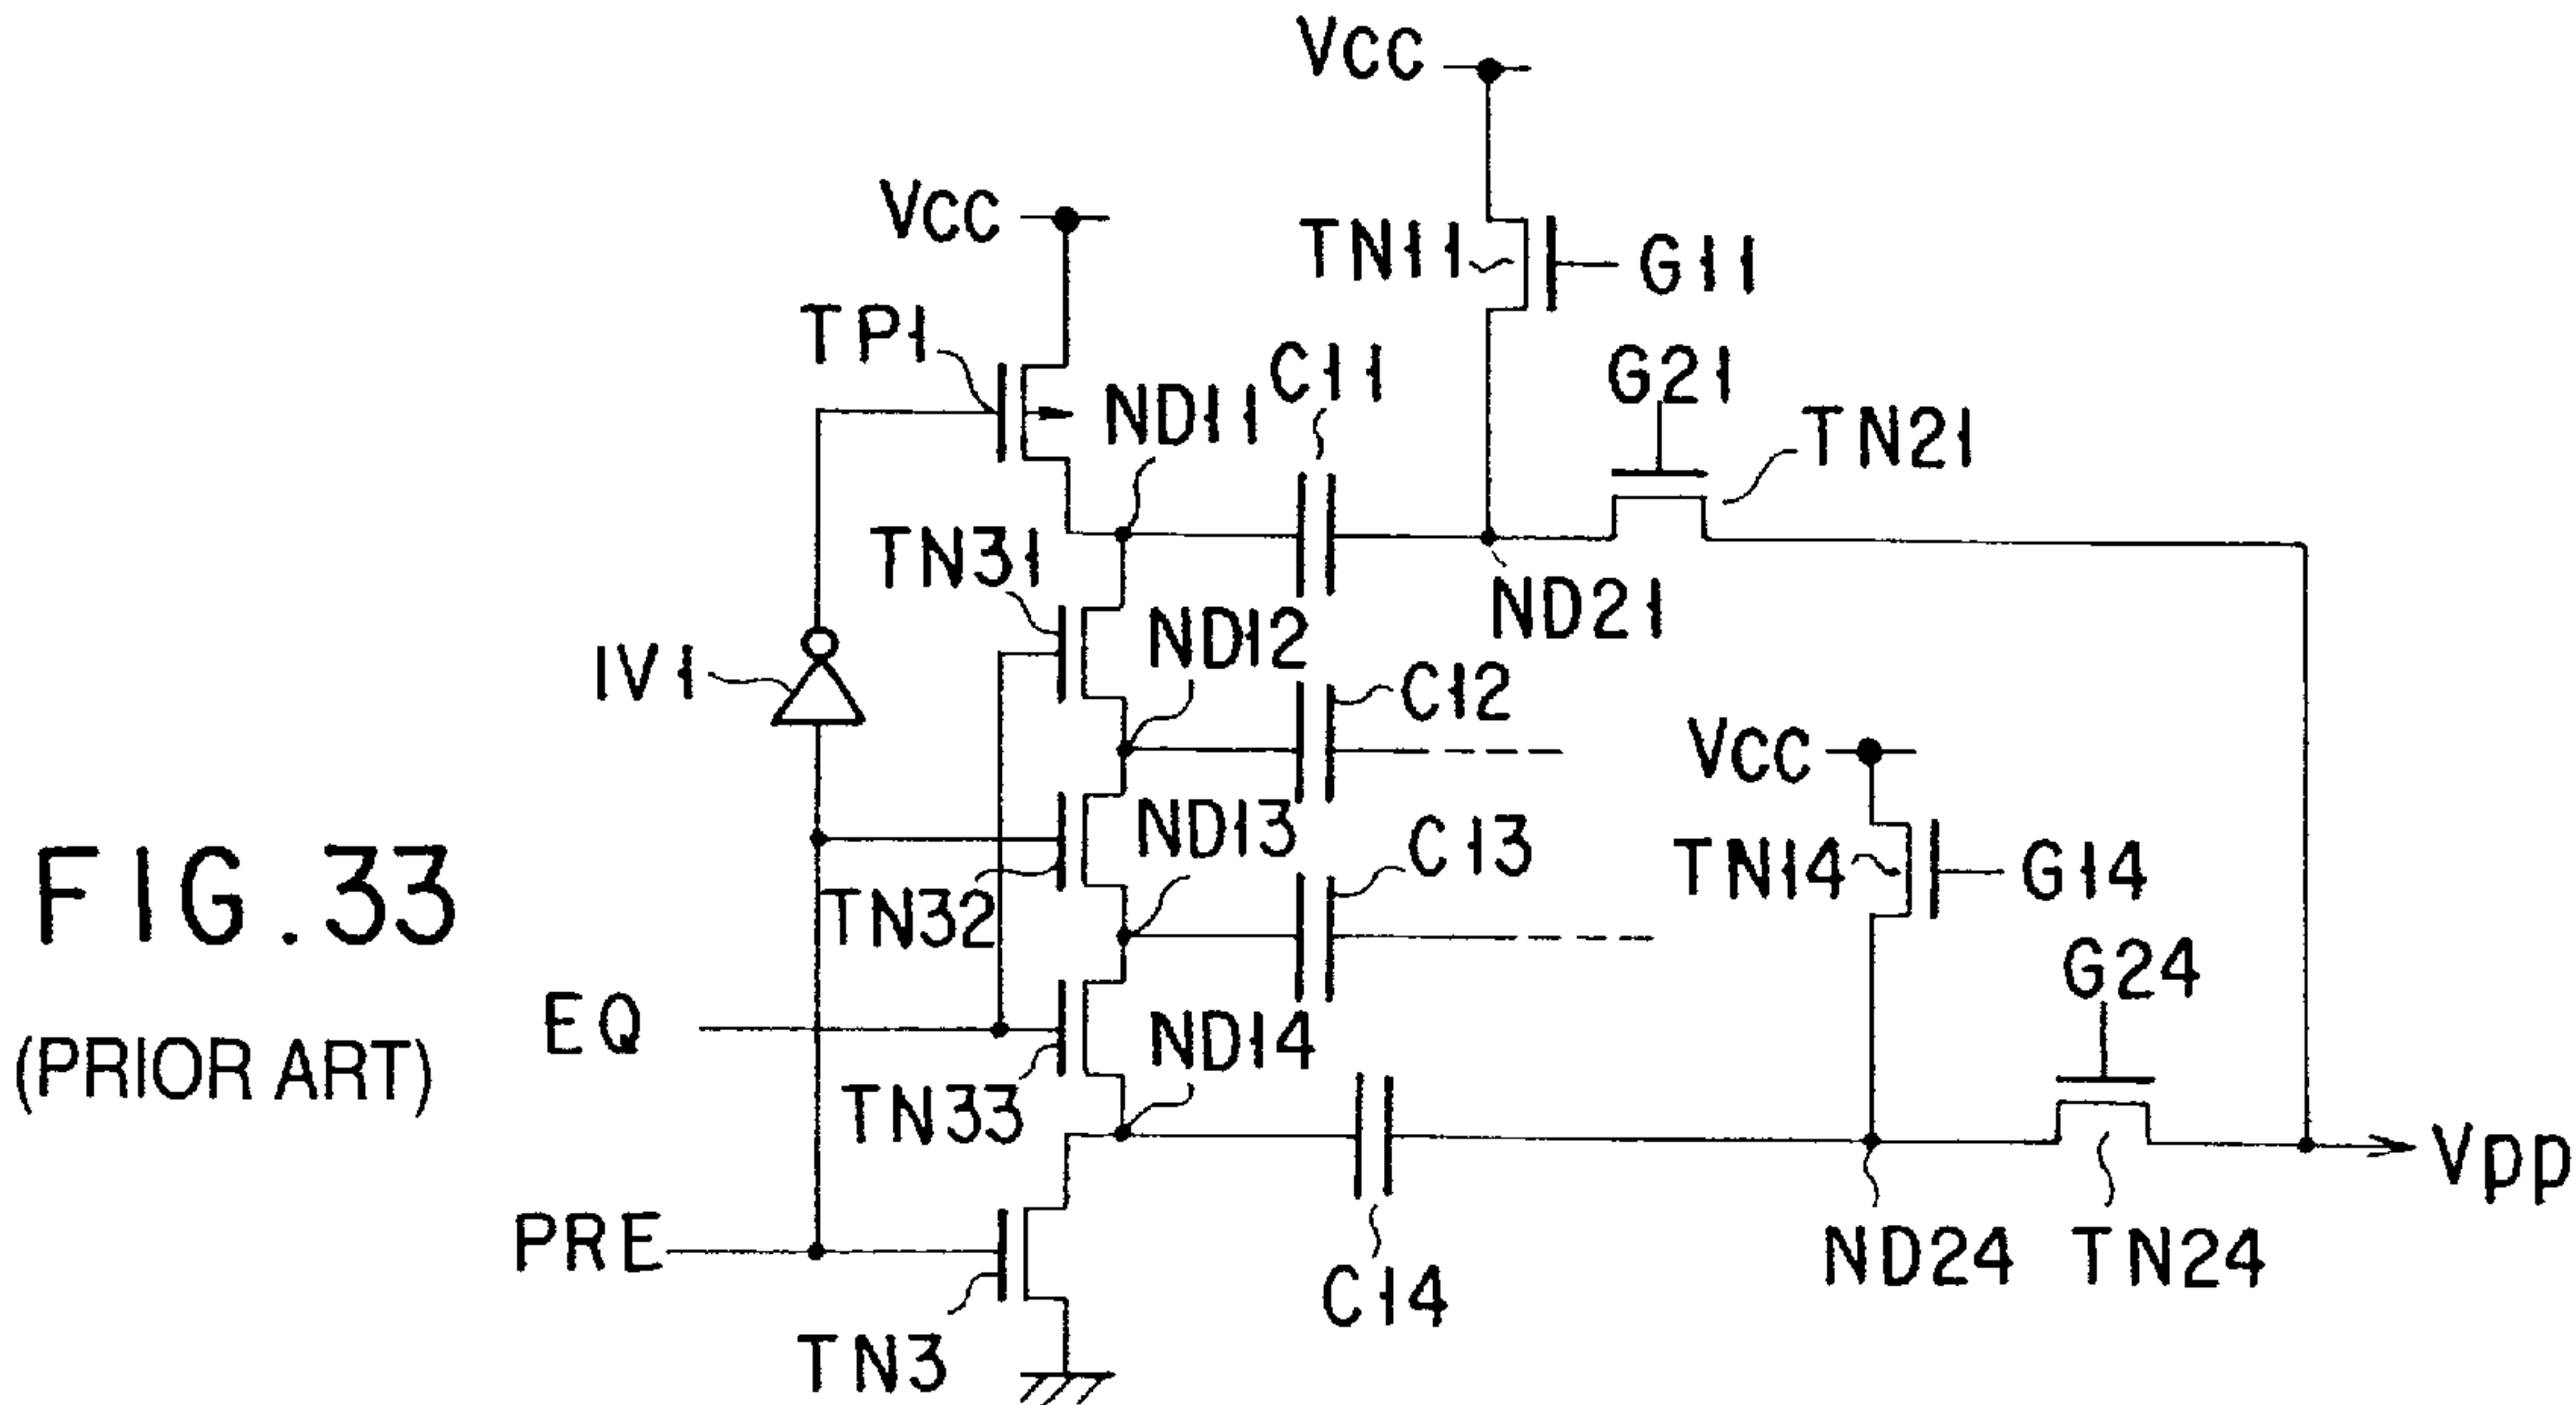 VCC
VCC
TN11
G11
TP1
ND11
C11
G21
TN21
TN31
ND12
ND21
IV1
C12
VCC
ND13
C13
TN14
G14
FIG.33
TN32
G24
EQ
ND14
(PRIOR ART)
TN33
Vpp
PRE
ND24
TN24
C14
TN3